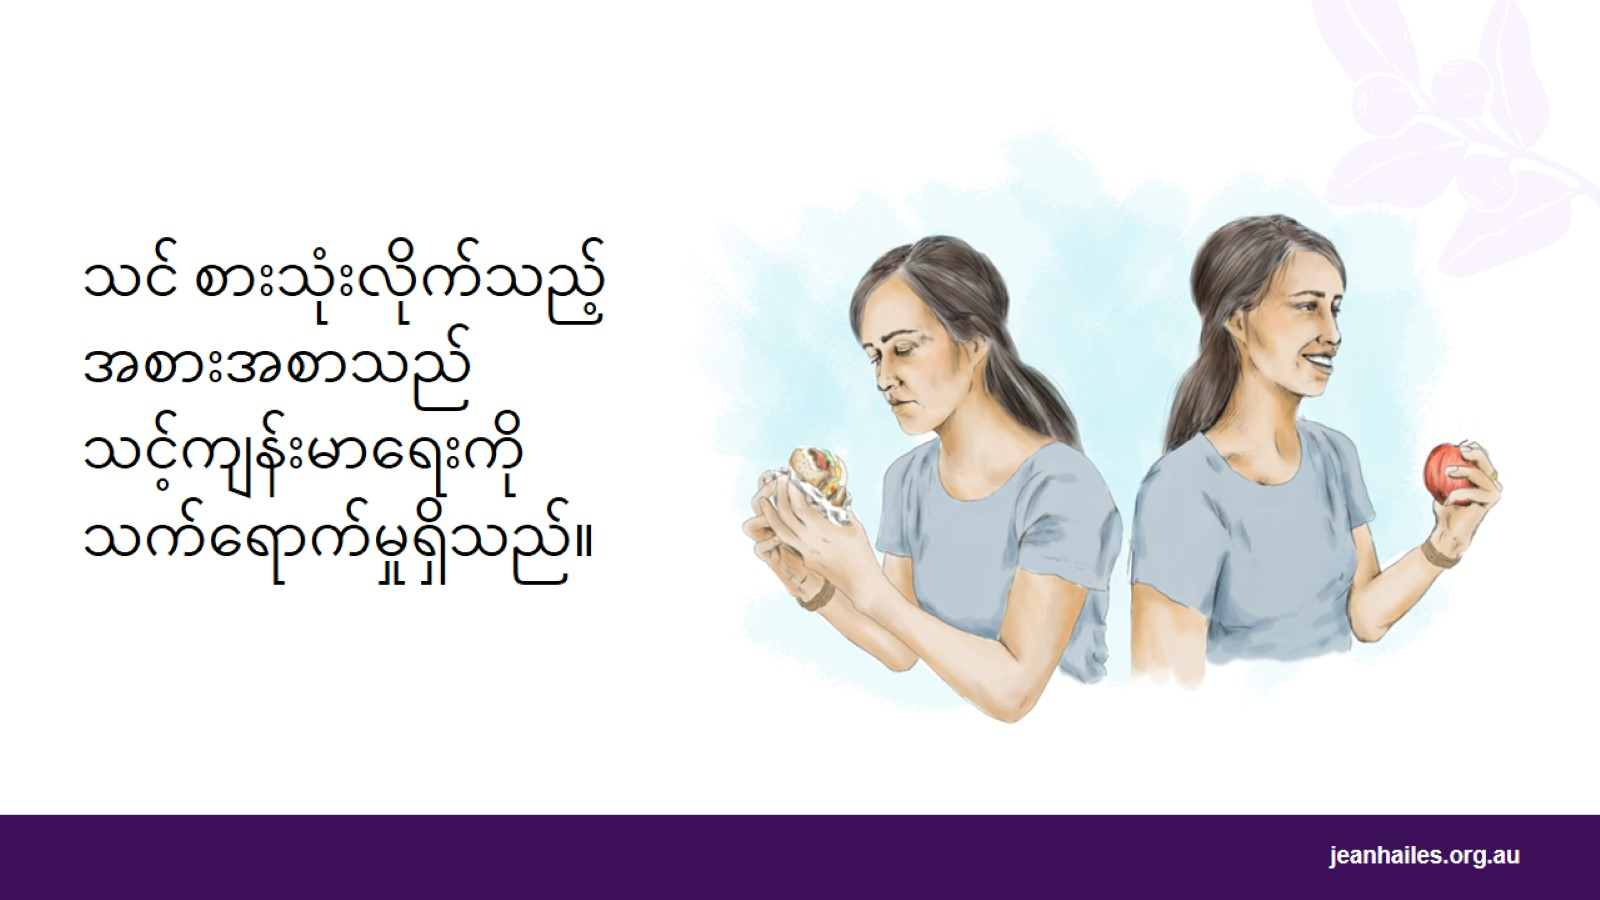 သင် စားသုံးလိုက်သည့်
အစားအစာသည်
သင့်ကျန်းမာရေးကို
သက်ရောက်မှုရှိသည်။
jeanhailes.org.au